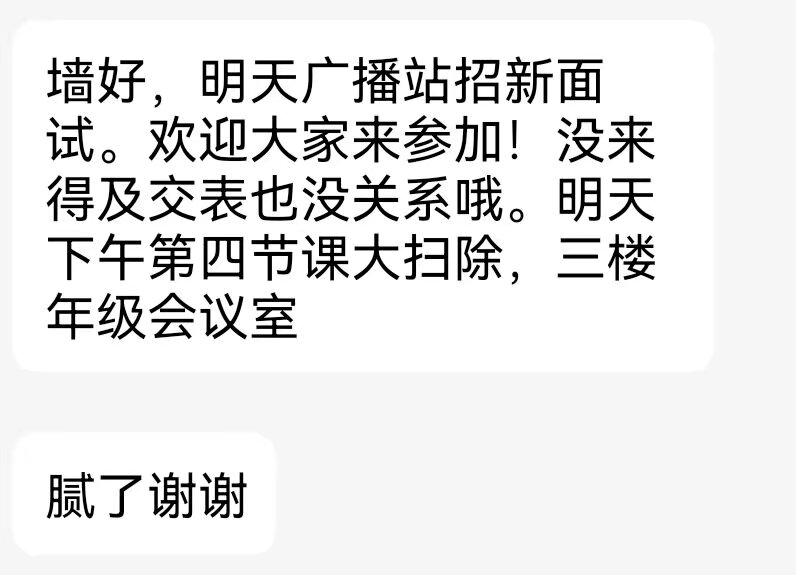 墙好，明天广播站招新面
试。欢迎大家来参加！没来
得及交表也没关系哦。明天
下午第四节课大扫除，三楼
年级会议室
腻了谢谢